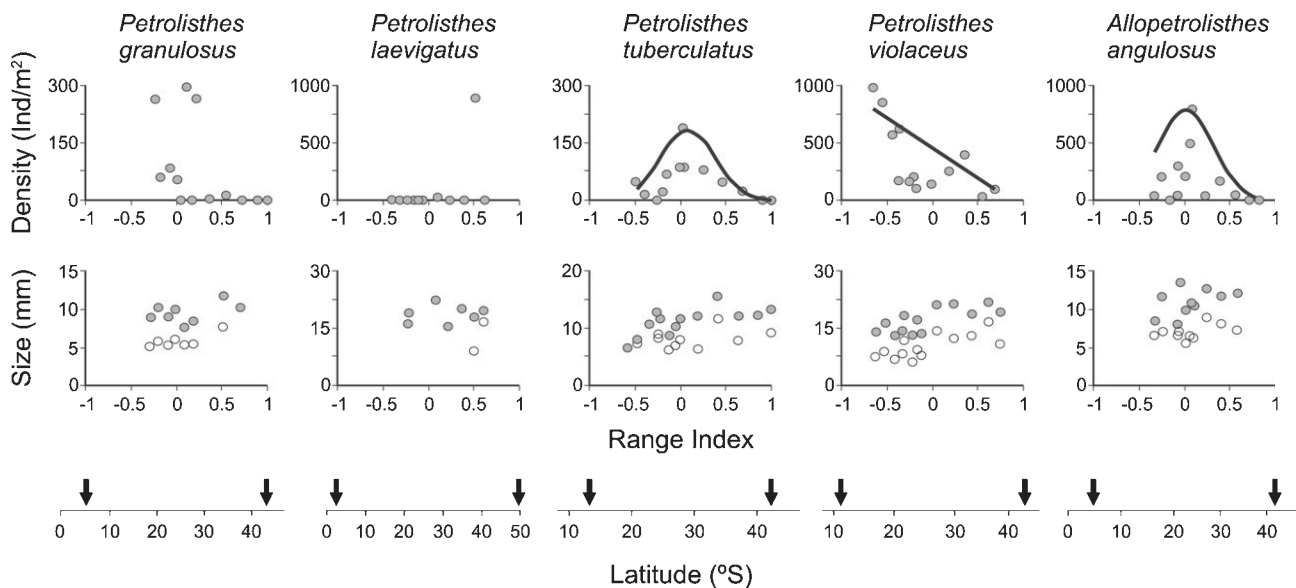 Petrolisthes granulosus
Petrolisthes laevigatus
Petrolisthes tuberculatus
Petrolisthes violaceus
Allopetrolisthes angulosus
Density (Ind/m²)
300 1000 300 1000 1000
150 500 150 500 500
0 0 0 0 0
-1 -0.5 0 0.5 1 -1 -0.5 0 0.5 1 -1 -0.5 0 0.5 1 -1 -0.5 0 0.5 1 -1 -0.5 0 0.5 1
Size (mm)
15 30 20 30 15
10 15 10 15 10
5 5
0 0 0 0 0
-1 -0.5 0 0.5 1 -1 -0.5 0 0.5 1 -1 -0.5 0 0.5 1 -1 -0.5 0 0.5 1 -1 -0.5 0 0.5 1
Range Index
0 10 20 30 40 0 10 20 30 40 50 10 20 30 40 10 20 30 40 0 10 20 30 40
Latitude (ºS)